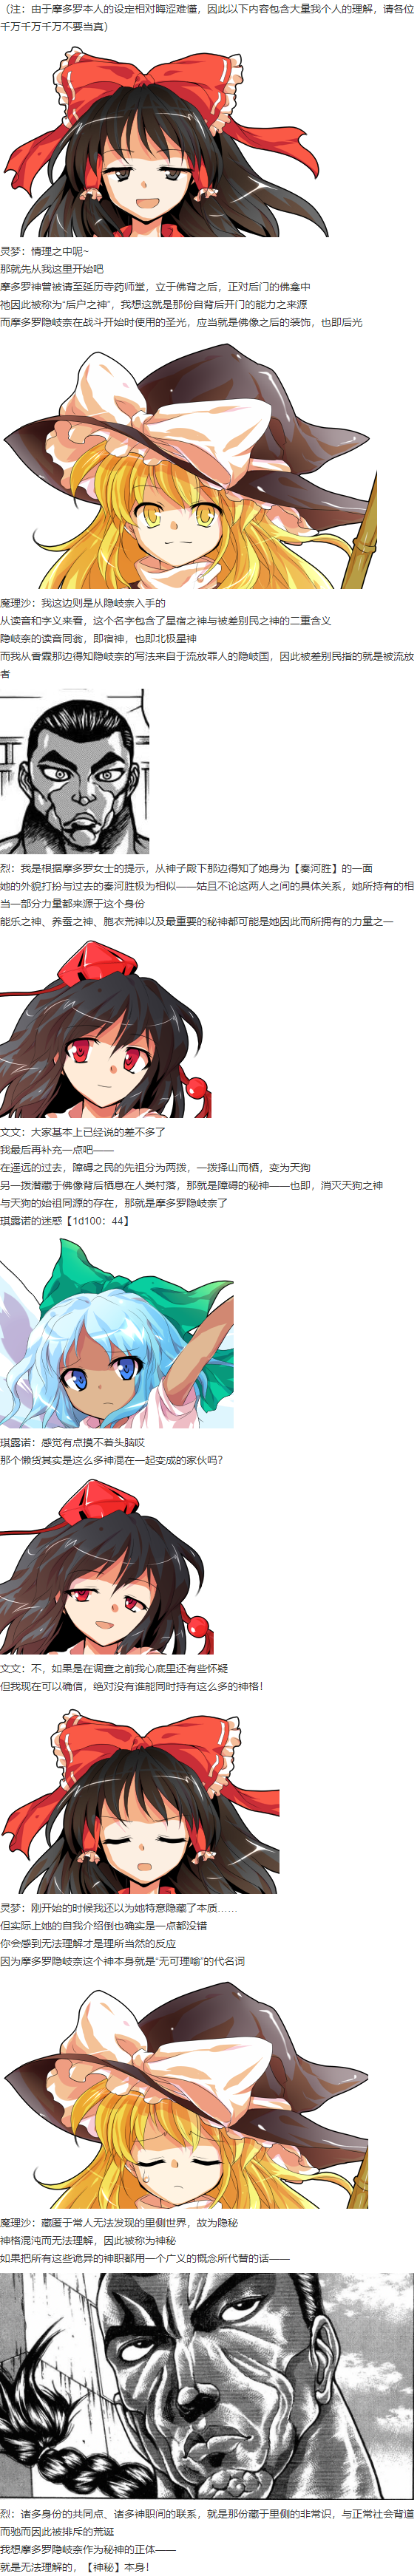 （注：由于摩多罗本人的设定相对晦涩难懂，因此以下内容包含大量我个人的理解，请各位
千万千万千万不要当真）
灵梦：情理之中呢~
那就先从我这里开始吧
摩多罗神曾被请至延历寺药师堂，立于佛背之后，正对后门的佛龛中
祂因此被称为“后户之神”，我想这就是那份自背后开门的能力之来源
而摩多罗隐岐奈在战斗开始时使用的圣光，应当就是佛像之后的装饰，也即后光
魔理沙：我这边则是从隐岐奈入手的
从读音和字义来看，这个名字包含了星宿之神与被差别民之神的二重含义
隐岐奈的读音同翁，即宿神，也即北极星神
而我从香霖那边得知隐岐奈的写法来自于流放罪人的隐岐国，因此被差别民指的就是被流放
者
烈：我是根据摩多罗女士的提示，从神子殿下那边得知了她身为【秦河胜】的一面
她的外貌打扮与过去的秦河胜极为相似——姑且不论这两人之间的具体关系，她所持有的相
当一部分力量都来源于这个身份
能乐之神、养蚕之神、胞衣荒神以及最重要的秘神都可能是她因此而所拥有的力量之一
文文：大家基本上已经说的差不多了
我最后再补充一点吧——
在遥远的过去，障碍之民的先祖分为两拨，一拨择山而栖，变为天狗
另一拨潜藏于佛像背后栖息在人类村落，那就是障碍的秘神——也即，消灭天狗之神
与天狗的始祖同源的存在，那就是摩多罗隐岐奈了
琪露诺的迷惑【1d100：44】
琪露诺：感觉有点摸不着头脑哎
那个懒货其实是这么多神混在一起变成的家伙吗？
文文：不，如果是在调查之前我心底里还有些怀疑
但我现在可以确信，绝对没有谁能同时持有这么多的神格！
灵梦：刚开始的时候我还以为她特意隐藏了本质……
但实际上她的自我介绍倒也确实是一点都没错
你会感到无法理解才是理所当然的反应
因为摩多罗隐岐奈这个神本身就是“无可理喻”的代名词
魔理沙：藏匿于常人无法发现的里侧世界，故为隐秘
神格混沌而无法理解，因此被称为神秘
如果把所有这些诡异的神职都用一个广义的概念所代替的话——
烈：诸多身份的共同点、诸多神职间的联系，就是那份藏于里侧的非常识，与正常社会背道
而驰而因此被排斥的荒诞
我想摩多罗隐岐奈作为秘神的正体——
就是无法理解的，【神秘】本身！